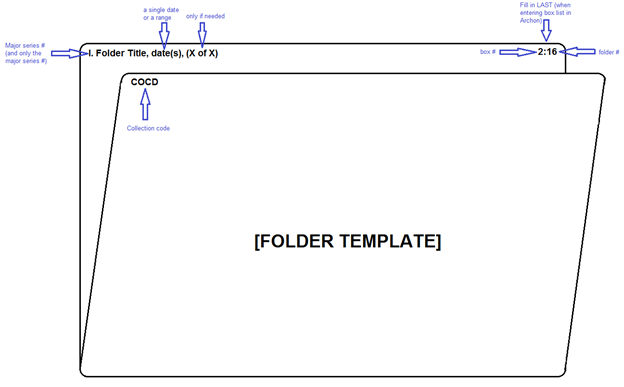 Fill in LAST (when
entering box list in
Archon)
a single date
or a range
only if needed
Major series #
(and only the
major series #)
I. Folder Title, date(s), (X of X)
box #
2:16
folder #
COCD
Collection code
[FOLDER TEMPLATE]